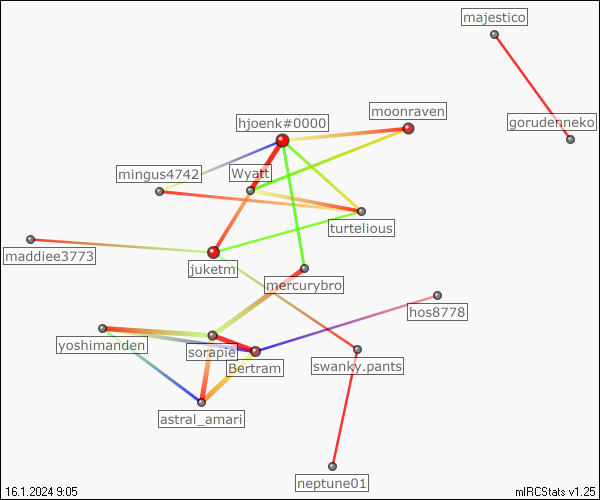 majestico
gorudenneko
moonraven
hjoenk#0000
mingus4742
Wyatt
turtelious
maddiee3773
juketm
mercurybro
hos8778
yoshimanden
sorapie
Bertram
swanky.pants
astral_amari
neptune01
16.1.2024 9:05
mIRCStats v1.25